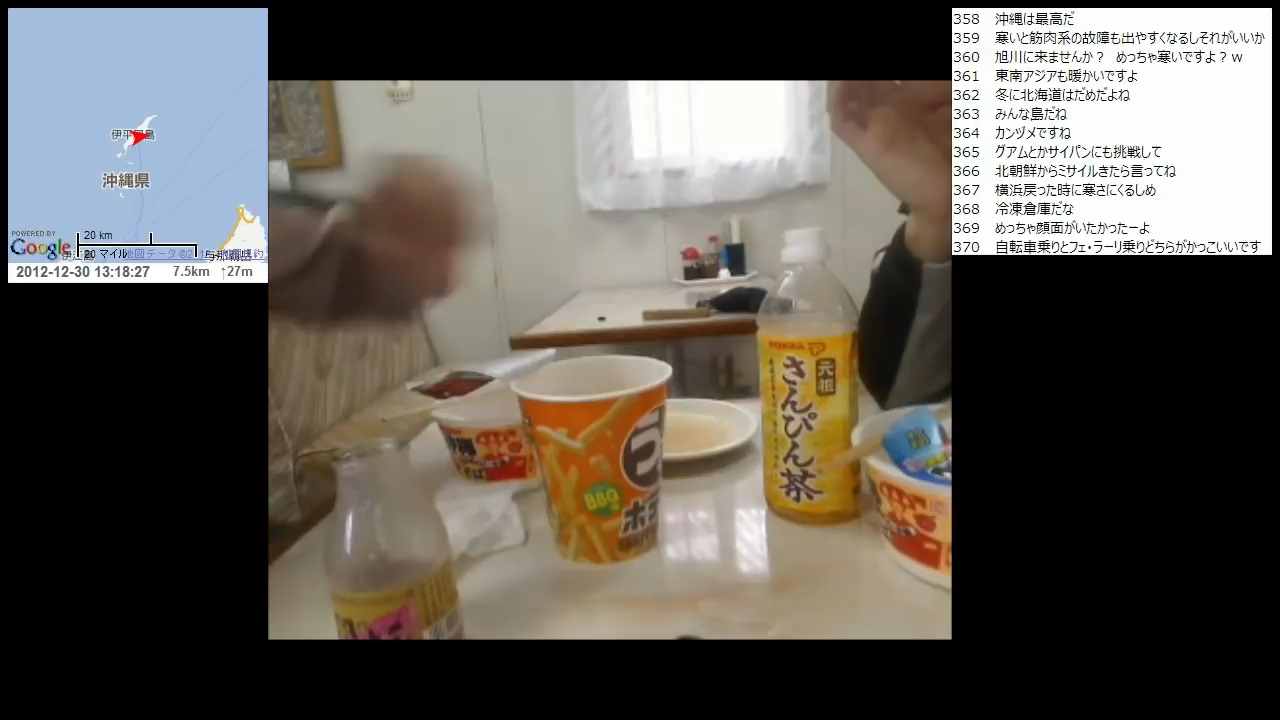 伊平屋島
沖縄県
POWERED BY
Google
20 km
20 マイル
地図データ
2012-12-30 13:18:27 7.5km ↑27m
BBQ
ポテ
元祖
さんぴん茶
358 沖縄は最高だ
359 寒いと筋肉系の故障も出やすくなるしそれがいいか
360 旭川に来ませんか？ めっちゃ寒いですよ？ｗ
361 東南アジアも暖かいですよ
362 冬に北海道はだめだよね
363 みんな島だね
364 カンヅメですね
365 グアムとかサイパンにも挑戦して
366 北朝鮮からミサイルきたら言ってね
367 横浜戻った時に寒さにくるしめ
368 冷凍倉庫だな
369 めっちゃ顔面がいたかったーよ
370 自転車乗りとフェ・ラーリ乗りどちらがかっこいいです